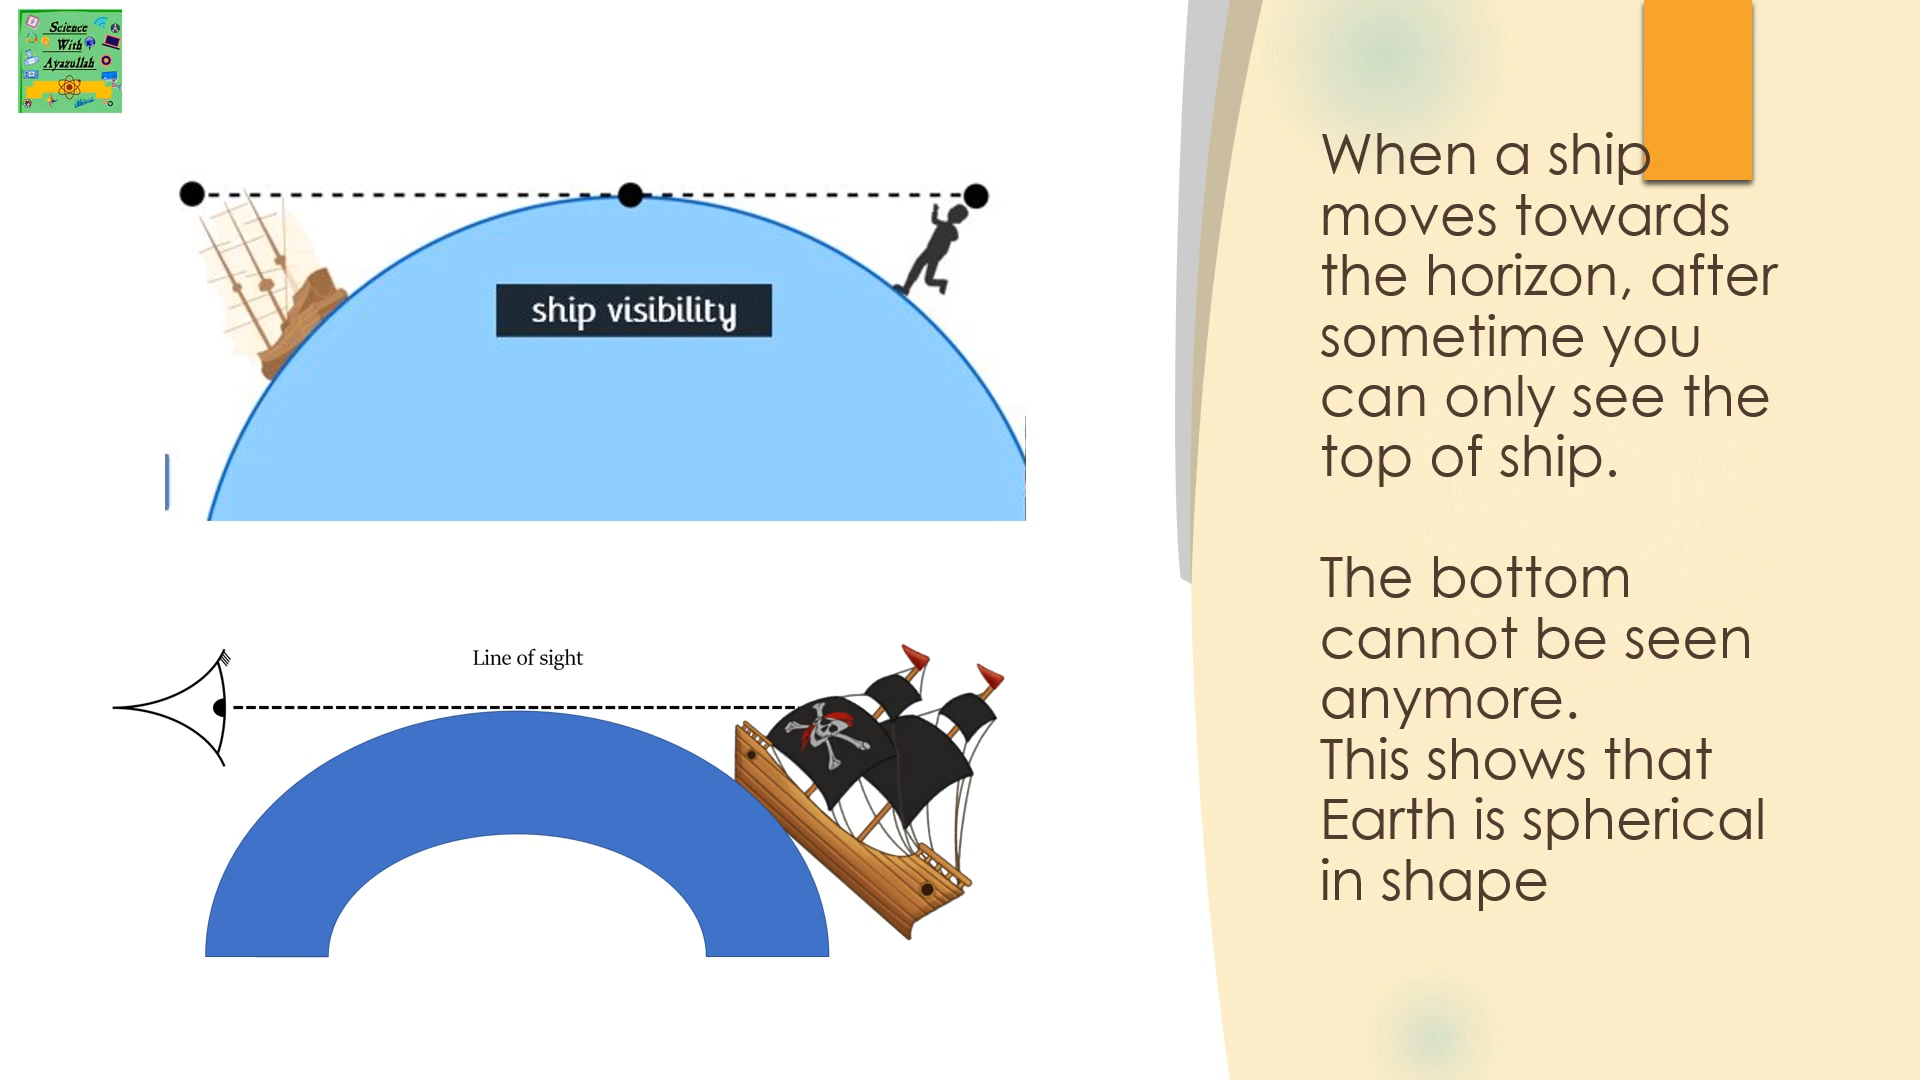 Science
With
Ayazullah
ship visibility
Line of sight
When a ship
moves towards
the horizon, after
sometime you
can only see the
top of ship.
The bottom
cannot be seen
anymore.
This shows that
Earth is spherical
in shape